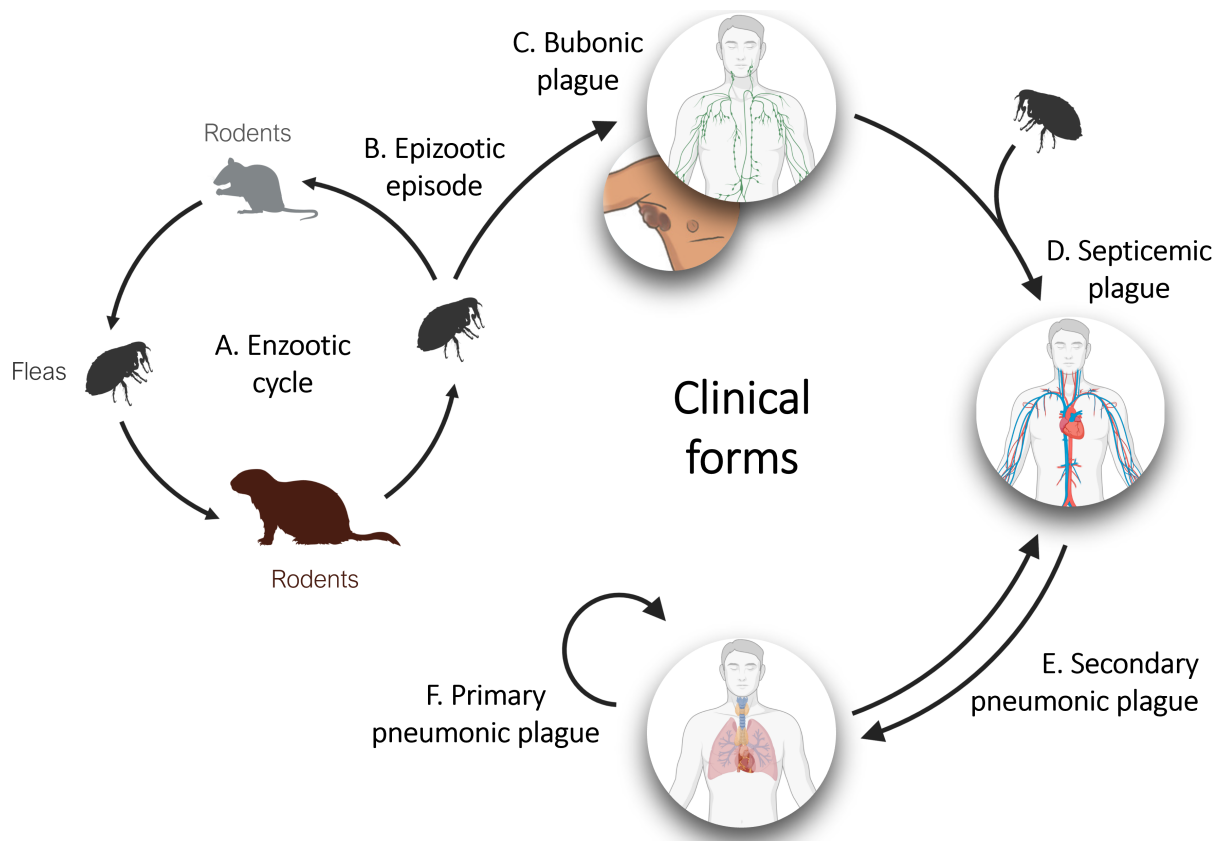 C. Bubonic
plague
Rodents
B. Epizootic
episode
D. Septicemic
plague
A. Enzootic
cycle
Fleas
Clinical
forms
Rodents
E. Secondary
pneumonic plague
F. Primary
pneumonic plague